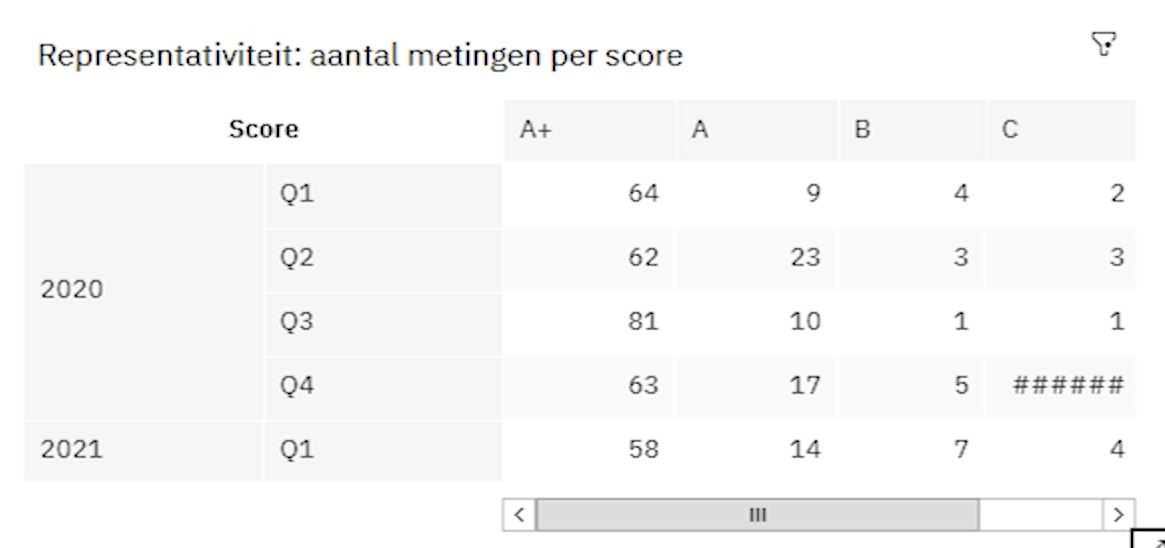 Representativiteit: aantal metingen per score
Score A+ A B C
2020 Q1 64 9 4 2
Q2 62 23 3 3
Q3 81 10 1 1
Q4 63 17 5 ######
2021 Q1 58 14 7 4